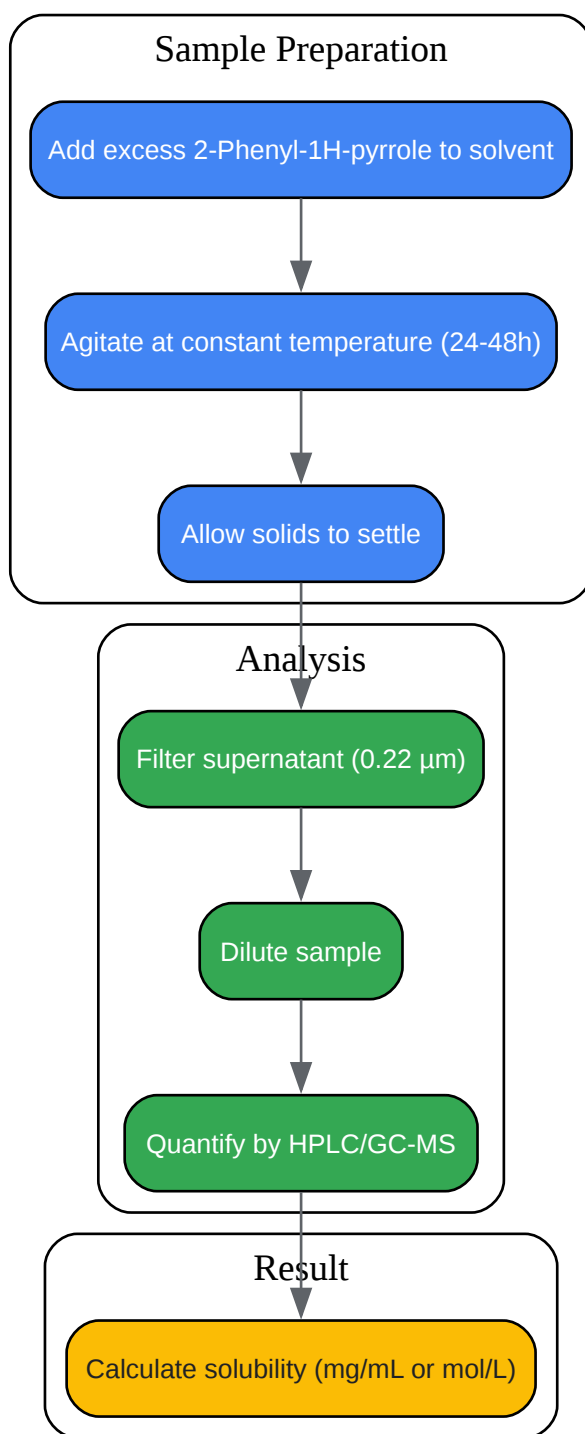 Sample Preparation
Add excess 2-Phenyl-1H-pyrrole to solvent
Agitate at constant temperature (24-48h)
Allow solids to settle
Analysis
Filter supernatant (0.22 µm)
Dilute sample
Quantify by HPLC/GC-MS
Result
Calculate solubility (mg/mL or mol/L)